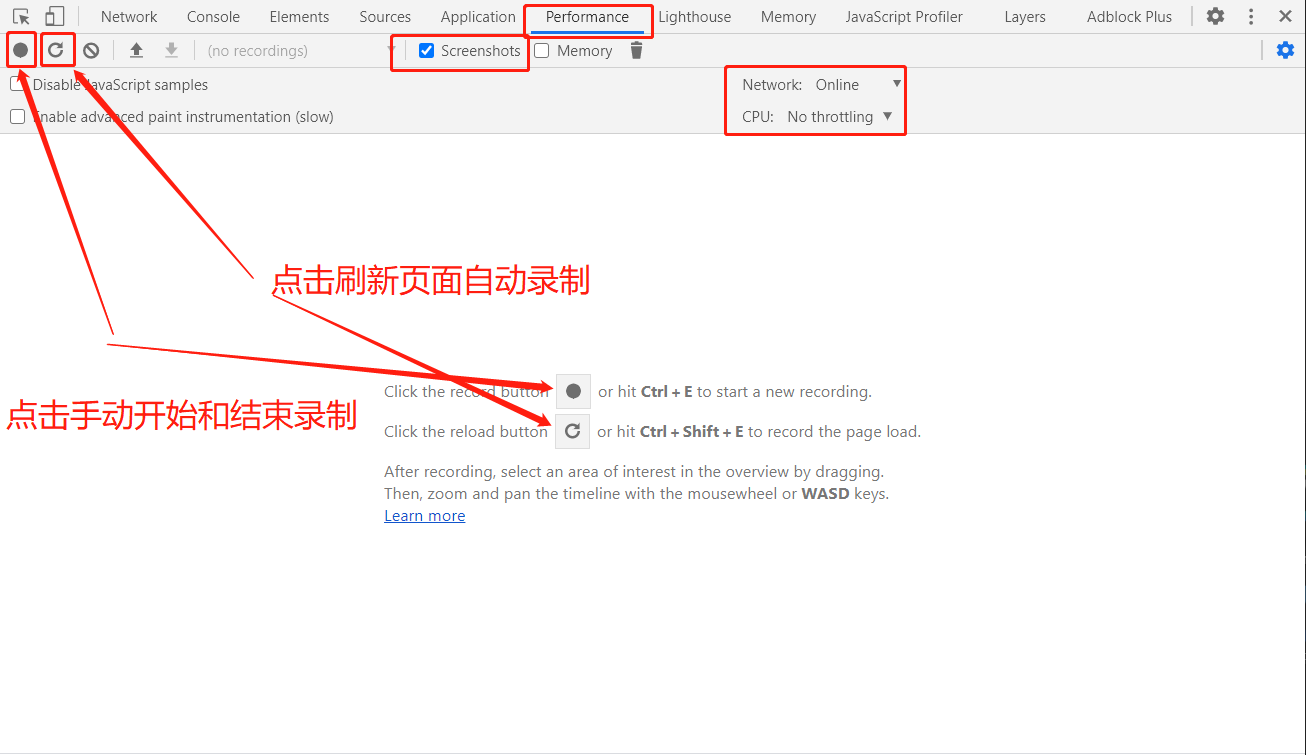 Network Console Elements Sources Application Performance Lighthouse Memory JavaScript Profiler Layers Adblock Plus
(no recordings) Screenshots Memory
Disable JavaScript samples Network: Online
Enable advanced paint instrumentation (slow) CPU: No throttling
点击刷新页面自动录制
点击手动开始和结束录制
Click the record button or hit Ctrl + E to start a new recording.
Click the reload button or hit Ctrl + Shift + E to record the page load.
After recording, select an area of interest in the overview by dragging.
Then, zoom and pan the timeline with the mousewheel or WASD keys.
Learn more